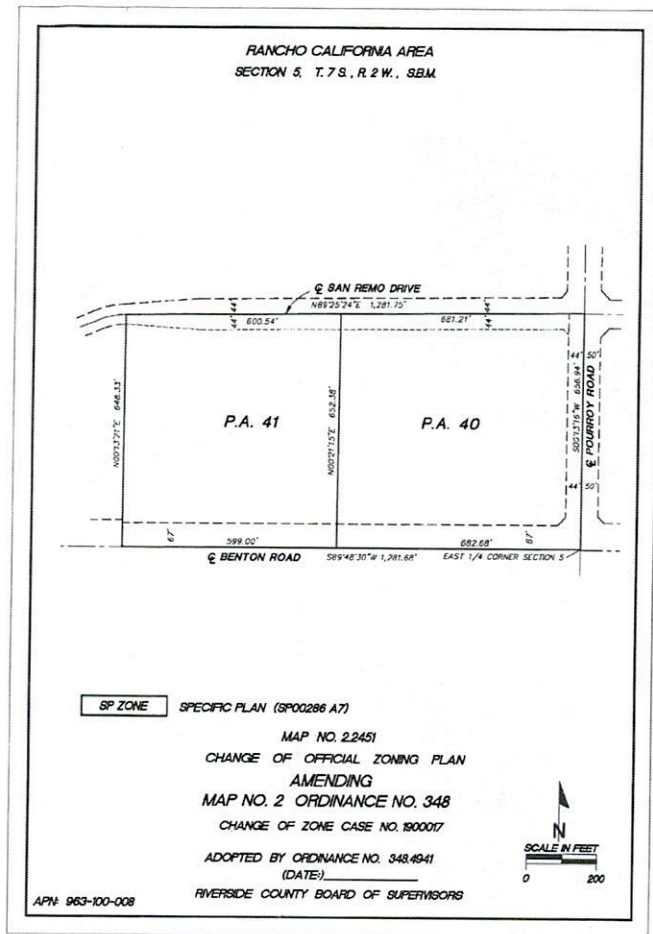 RANCHO CALIFORNIA AREA
SECTION 5, T. 7 S., R. 2 W., S.B.M.
℄ SAN REMO DRIVE
N89°25'24"E 1,281.75'
44'
44'
600.54'
681.21'
44'
44'
44' 50'
N00°13'21"E 648.33'
P.A. 41
N00°21'15"E 652.38'
P.A. 40
S00°13'16"W 656.94'
℄ POURROY ROAD
44' 50'
67'
599.00'
67'
682.68'
℄ BENTON ROAD
S89°48'30"W 1,281.68'
EAST 1/4 CORNER SECTION 5
SP ZONE SPECIFIC PLAN (SP00286 A7)
MAP NO. 2.2451
CHANGE OF OFFICIAL ZONING PLAN
AMENDING
MAP NO. 2 ORDINANCE NO. 348
CHANGE OF ZONE CASE NO. 1900017
ADOPTED BY ORDINANCE NO. 348.4941
(DATE:)
RIVERSIDE COUNTY BOARD OF SUPERVISORS
N
SCALE IN FEET
0 200
APN: 963-100-008